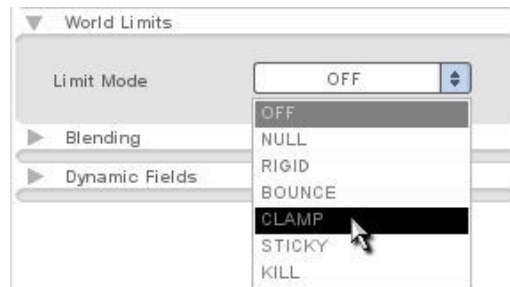 World Limits
Limit Mode OFF
OFF
Blending
NULL
RIGID
Dynamic Fields
BOUNCE
CLAMP
STICKY
KILL